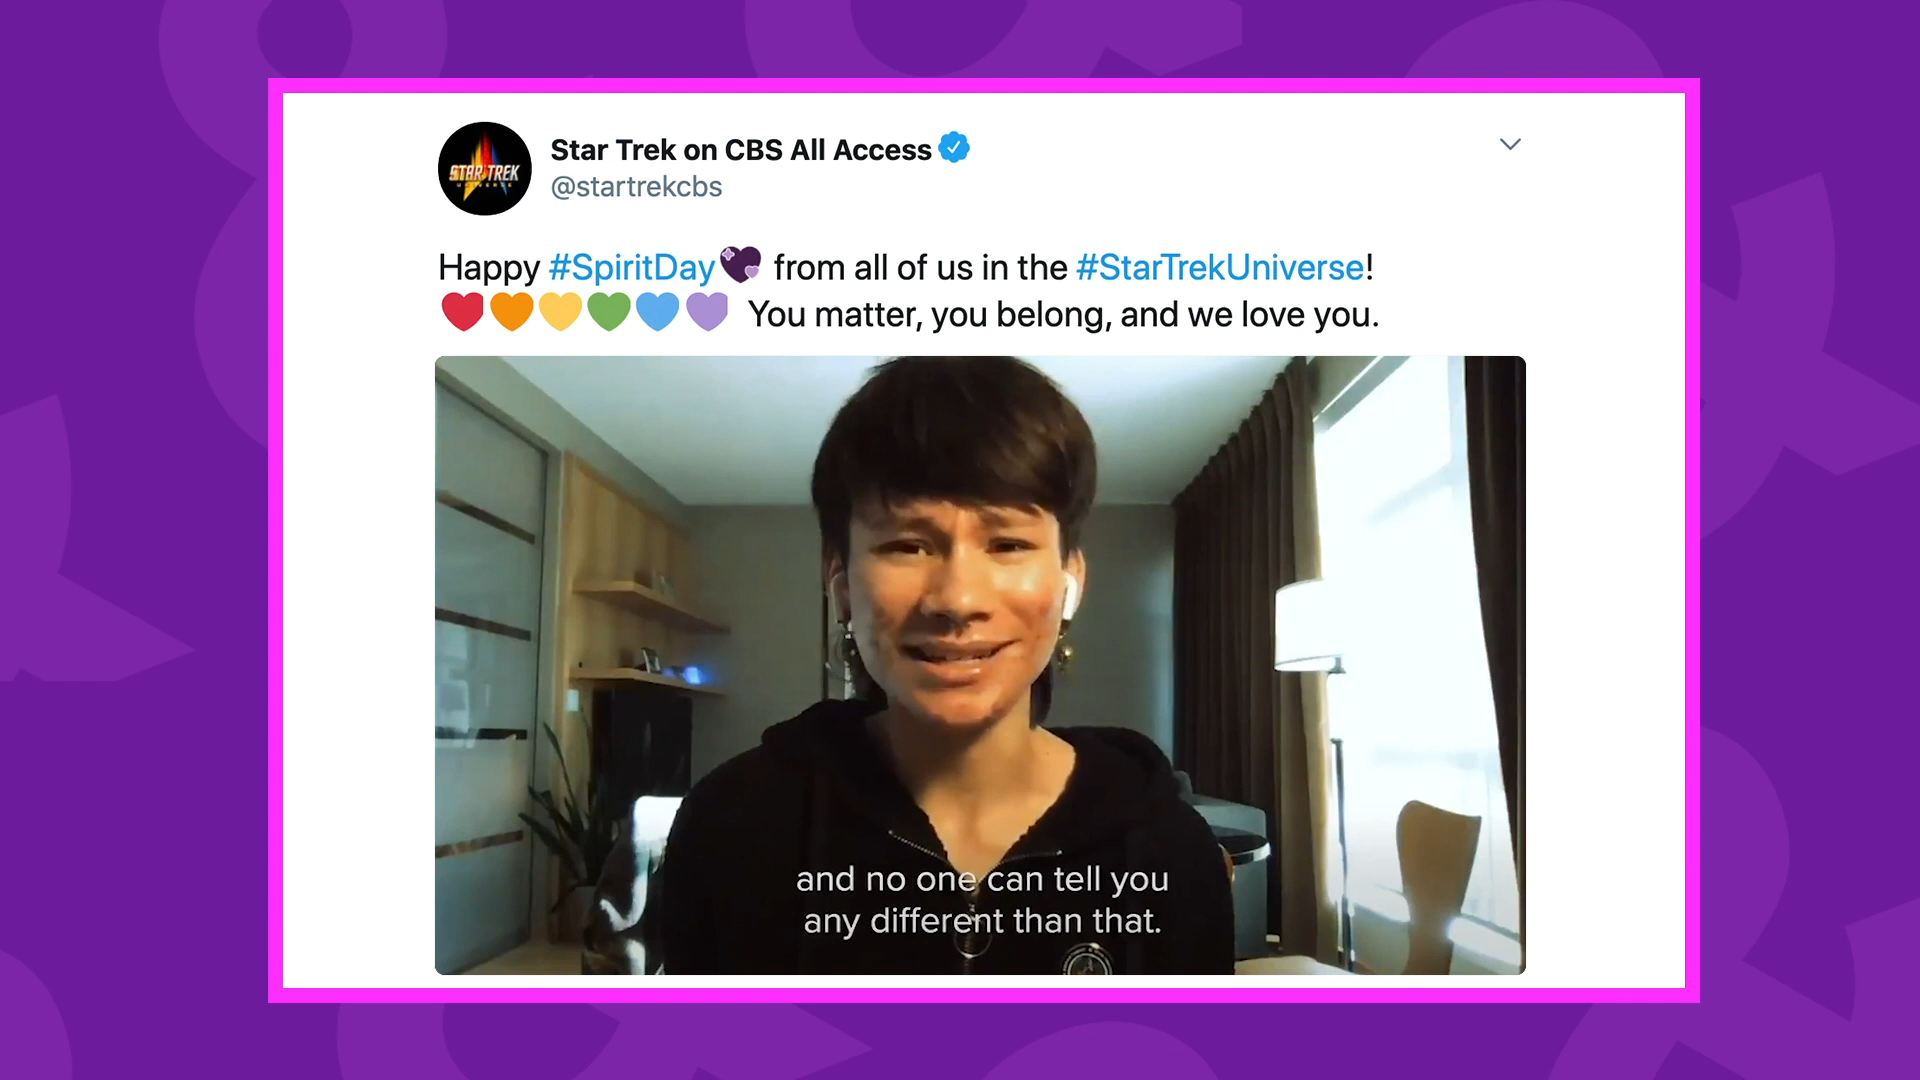 STAR TREK
UNIVERSE
Star Trek on CBS All Access
@startrekcbs
Happy #SpiritDay💜 from all of us in the #StarTrekUniverse!
❤️🧡💛💚💙💜 You matter, you belong, and we love you.
and no one can tell you
any different than that.